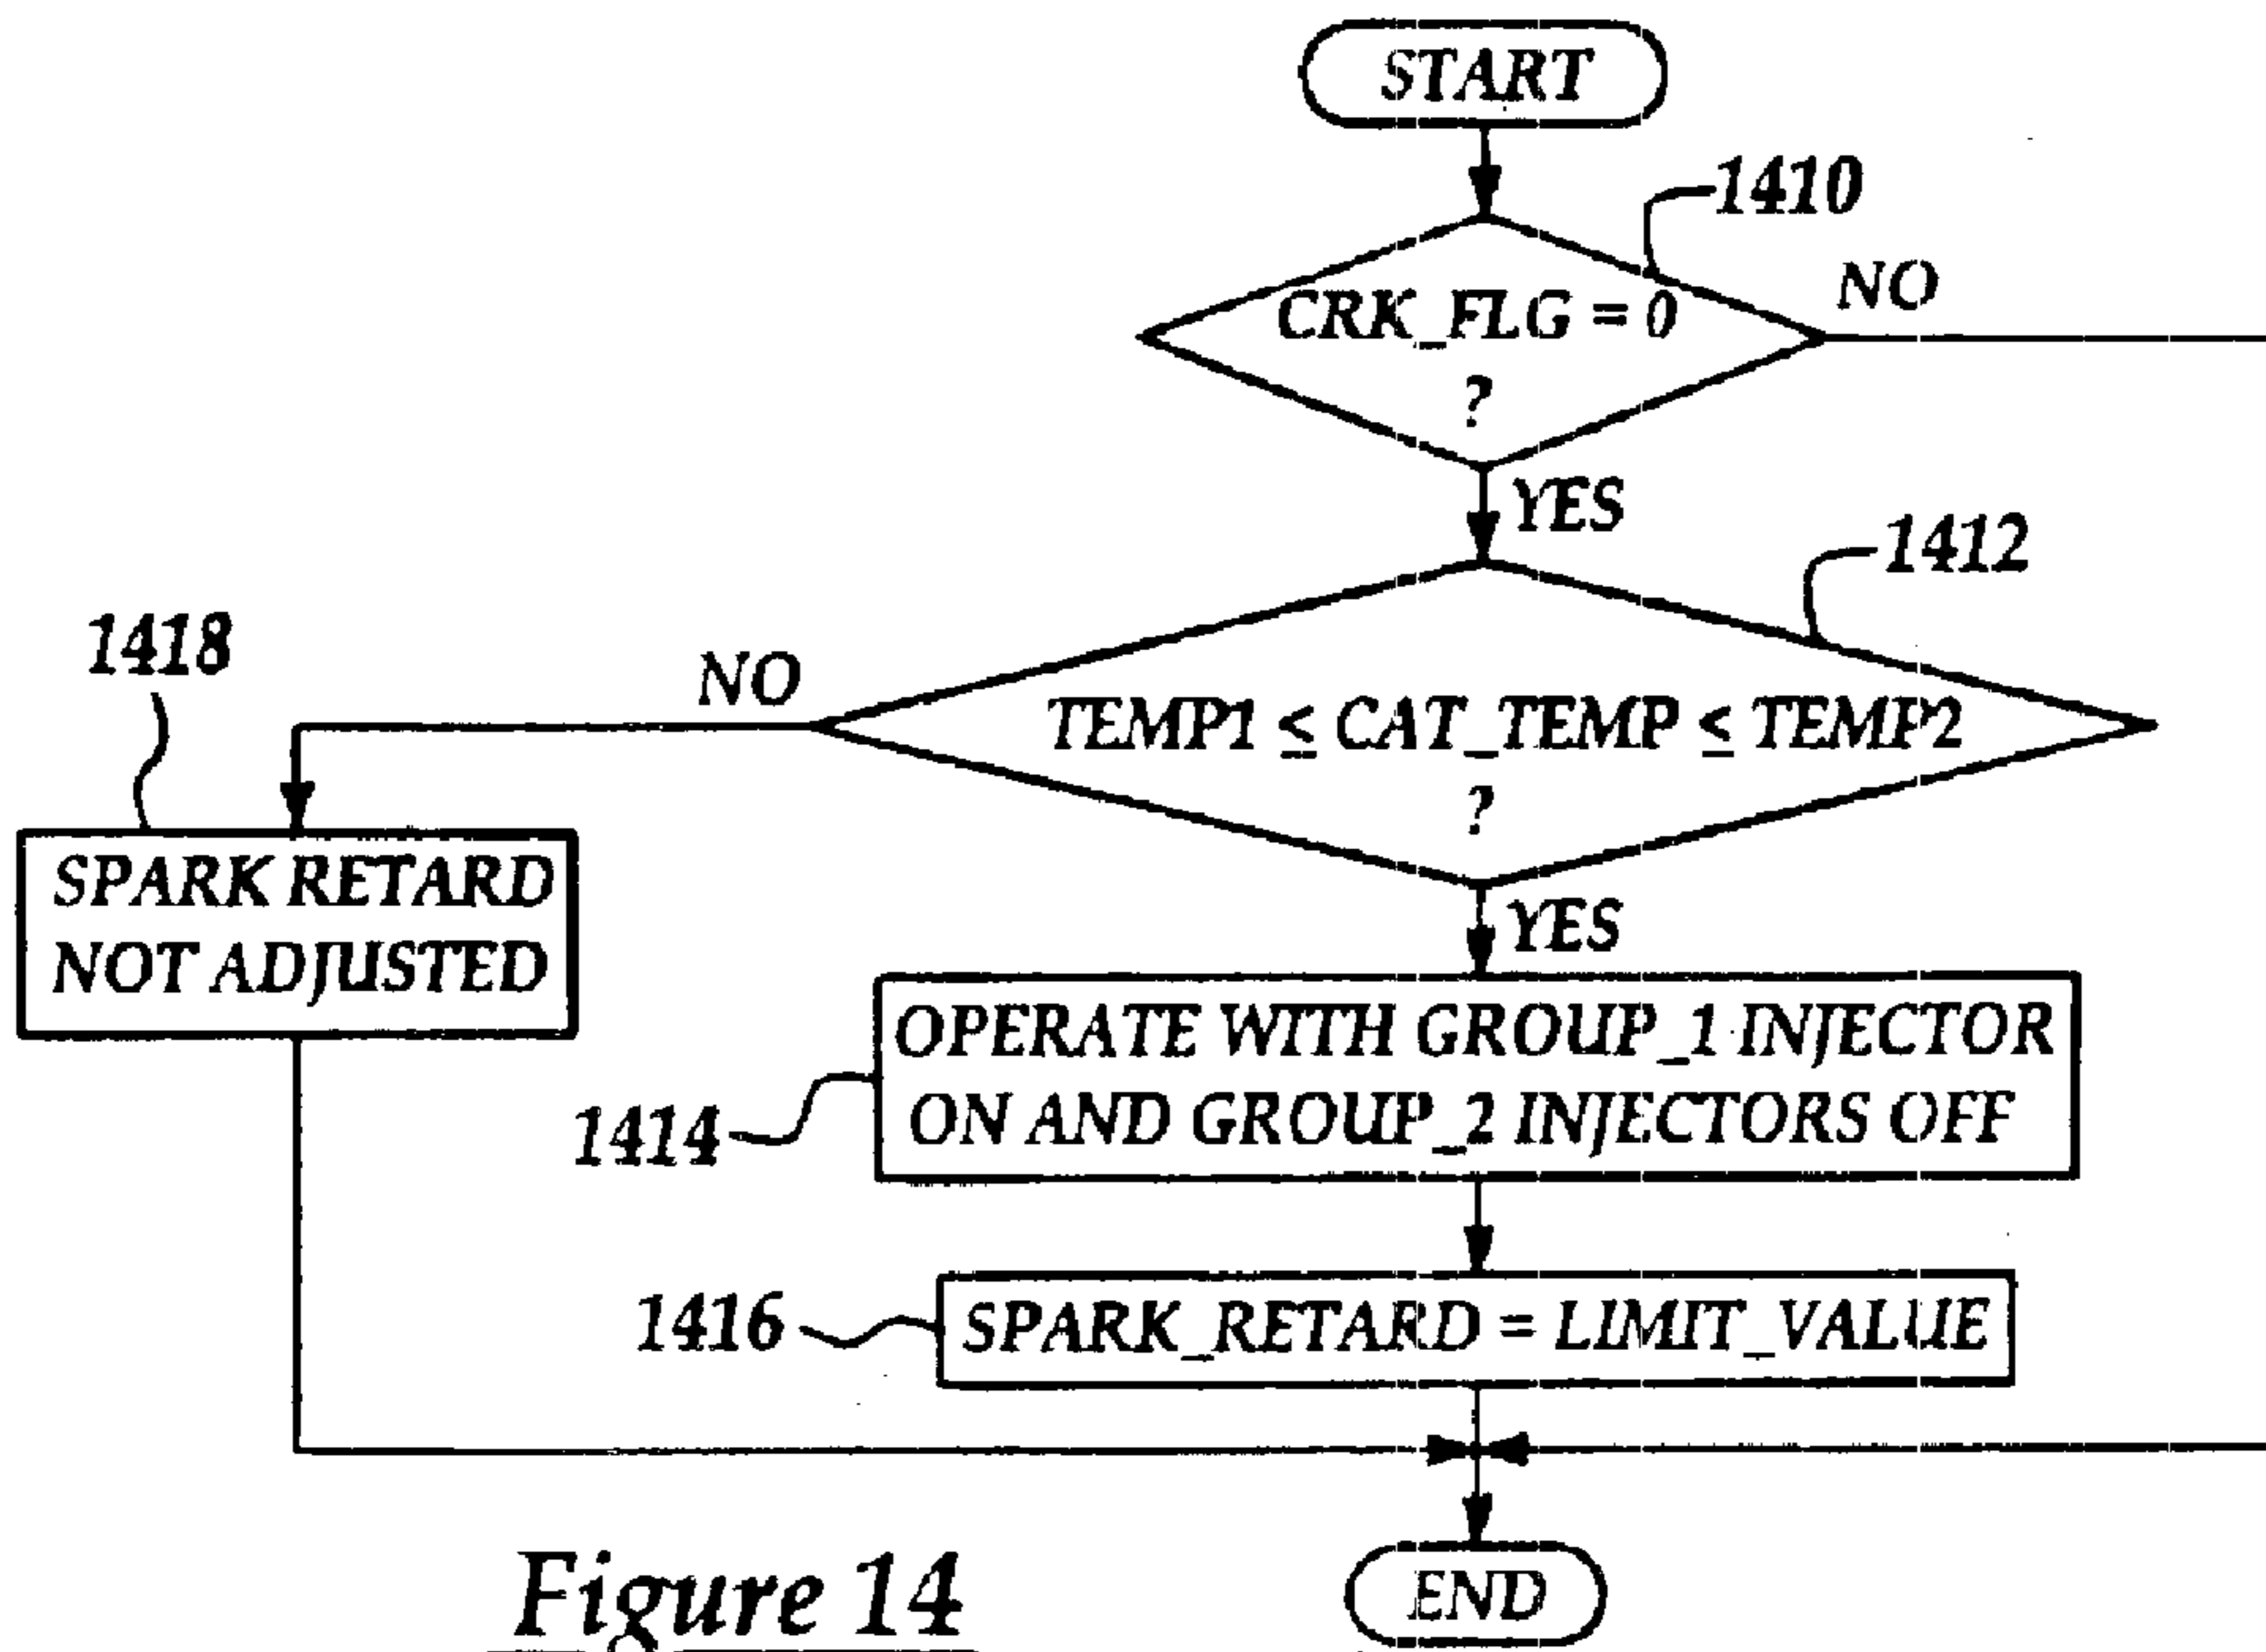 START
1410
NO
CRK_FLG = 0
?
YES
1412
1418
NO
TEMP1 ≤ CAT_TEMP ≤ TEMP2
?
SPARK RETARD
NOT ADJUSTED
YES
OPERATE WITH GROUP_1 INJECTOR
ON AND GROUP_2 INJECTORS OFF
1414
1416
SPARK_RETARD = LIMIT_VALUE
END
Figure 14